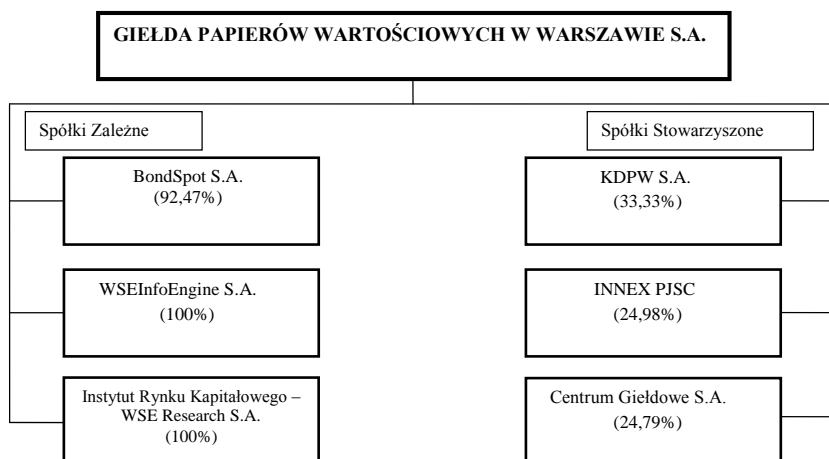 GIEŁDA PAPIERÓW WARTOŚCIOWYCH W WARSZAWIE S.A.
Spółki Zależne
Spółki Stowarzyszone
BondSpot S.A.
(92,47%)
KDPW S.A.
(33,33%)
WSEInfoEngine S.A.
(100%)
INNEX PJSC
(24,98%)
Instytut Rynku Kapitałowego –
WSE Research S.A.
(100%)
Centrum Giełdowe S.A.
(24,79%)